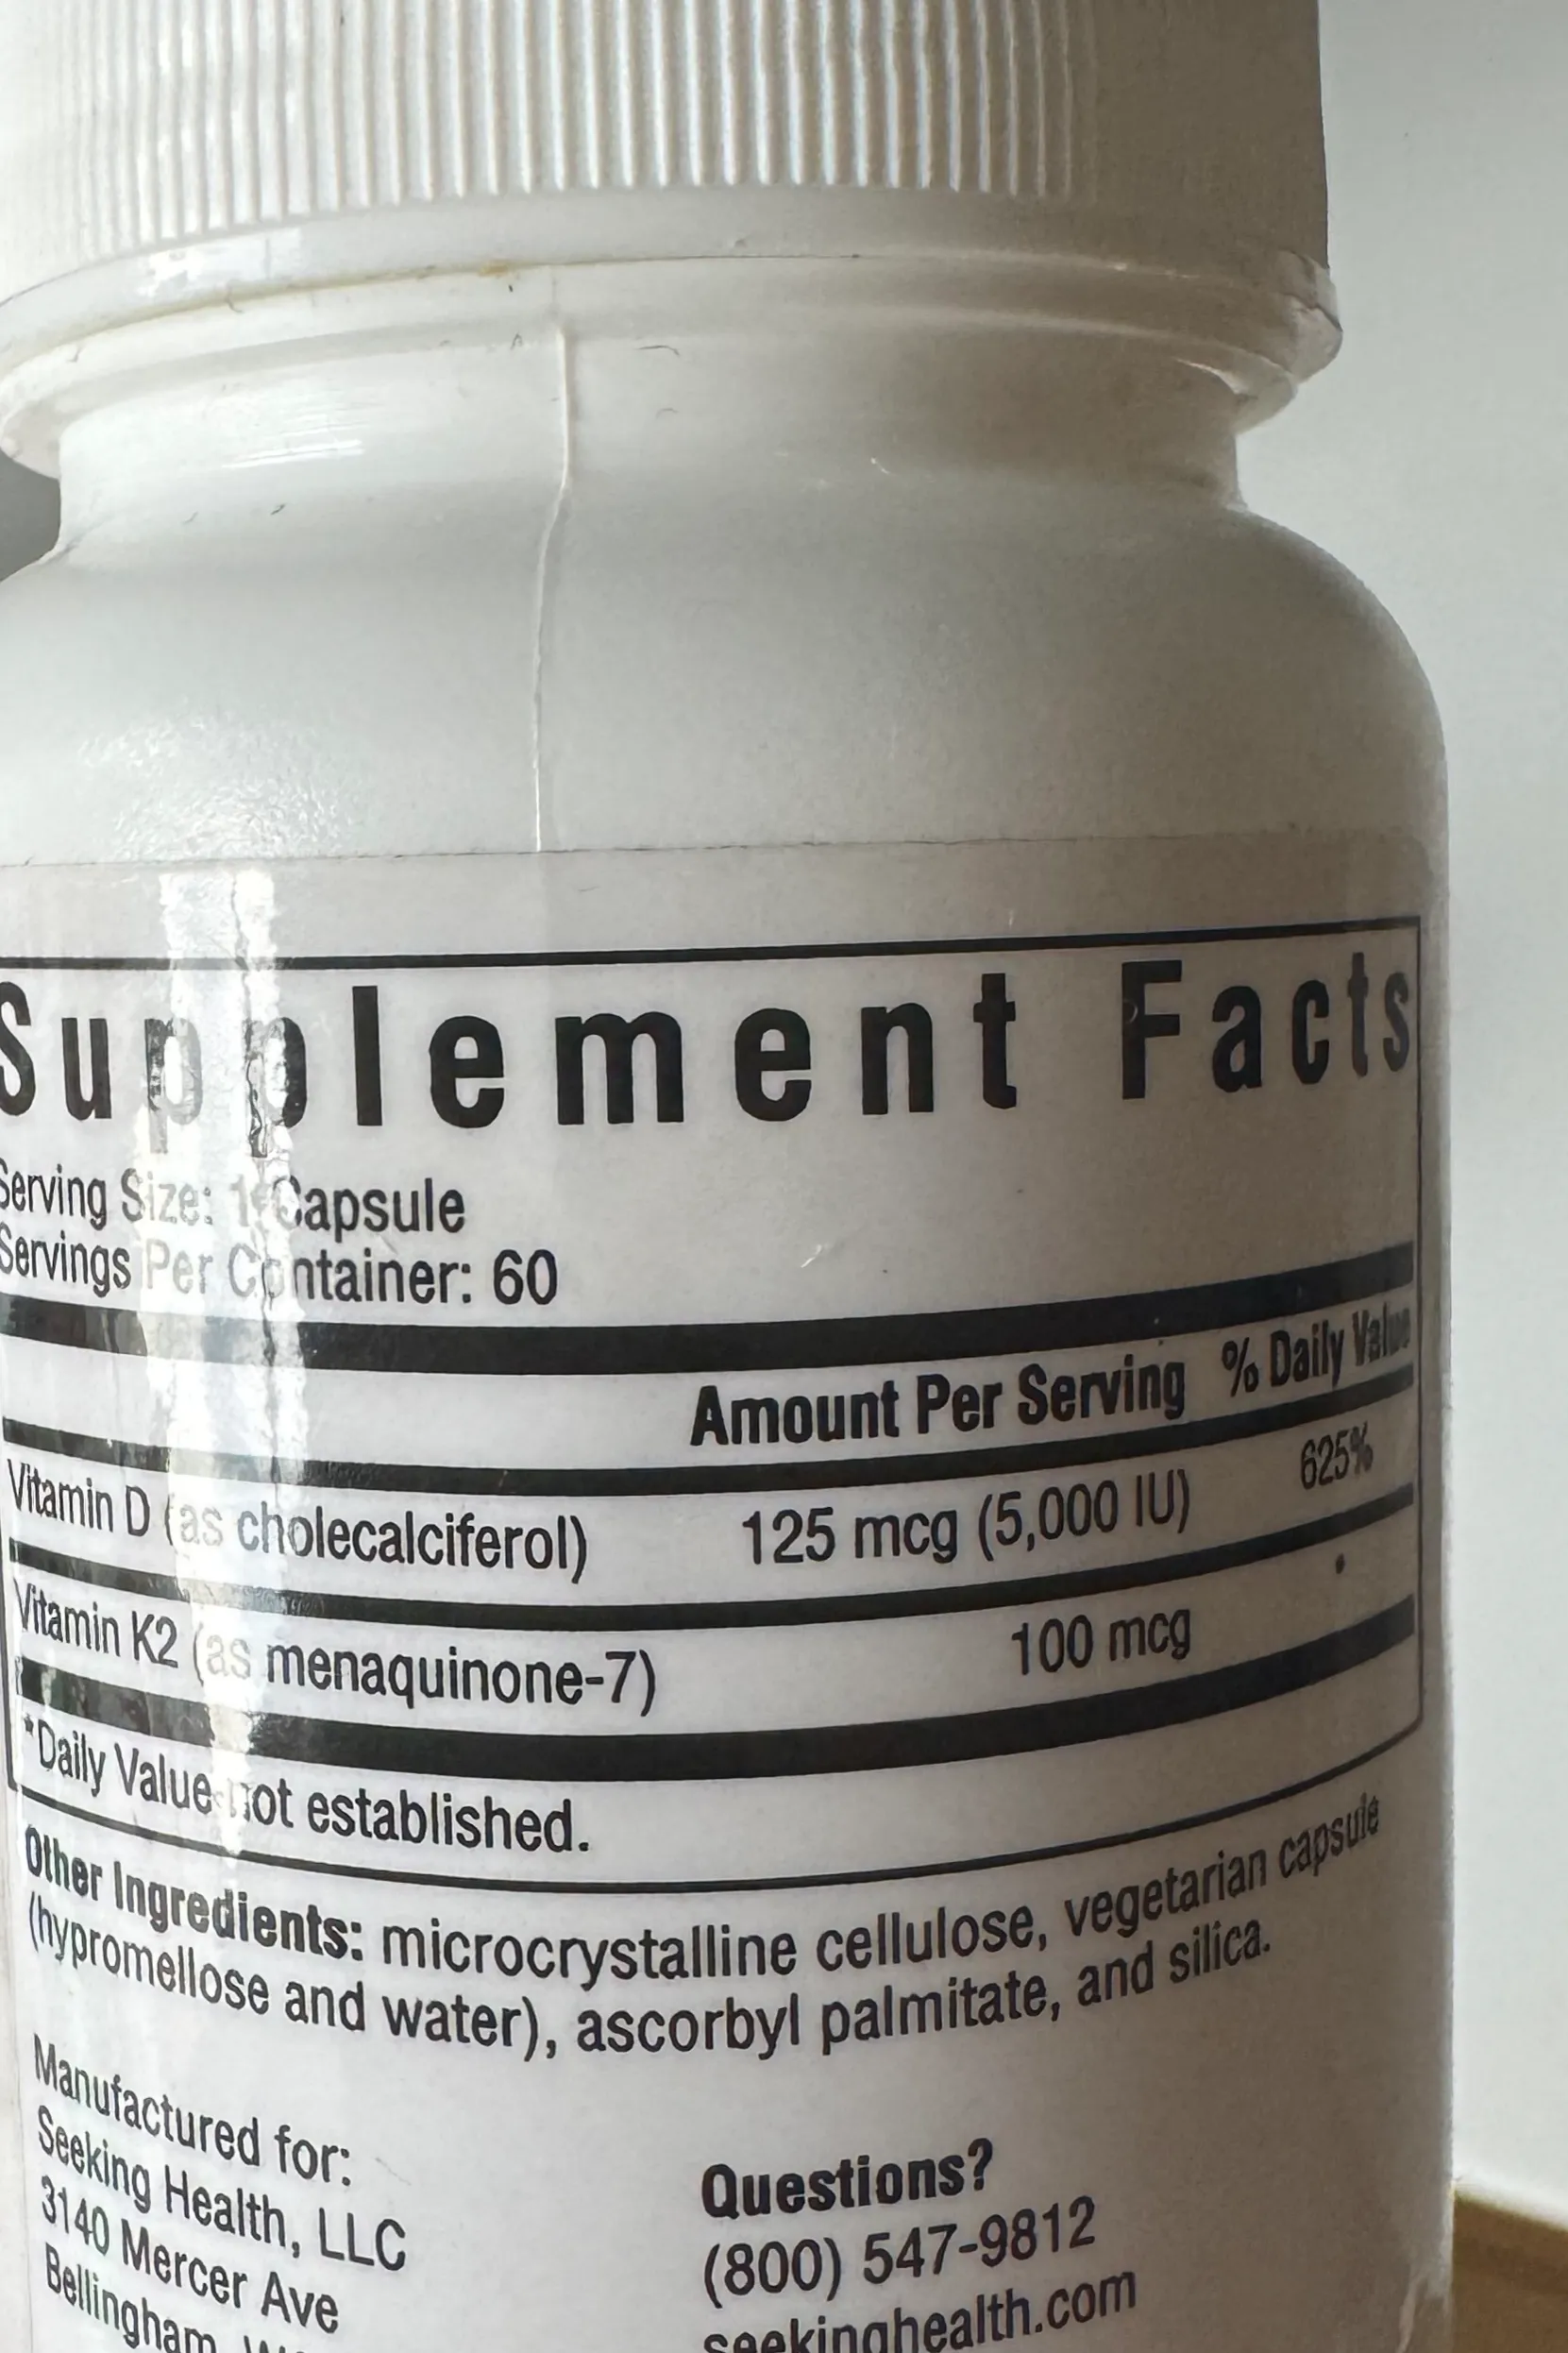 Supplement Facts
Serving Size: 1 Capsule
Servings Per Container: 60
Amount Per Serving % Daily Value
Vitamin D (as cholecalciferol) 125 mcg (5,000 IU) 625%
Vitamin K2 (as menaquinone-7) 100 mcg *
*Daily Value not established.
Other Ingredients: microcrystalline cellulose, vegetarian capsule
(hypromellose and water), ascorbyl palmitate, and silica.
Manufactured for:
Seeking Health, LLC
3140 Mercer Ave
Bellingham,
Questions?
(800) 547-9812
seekinghealth.com